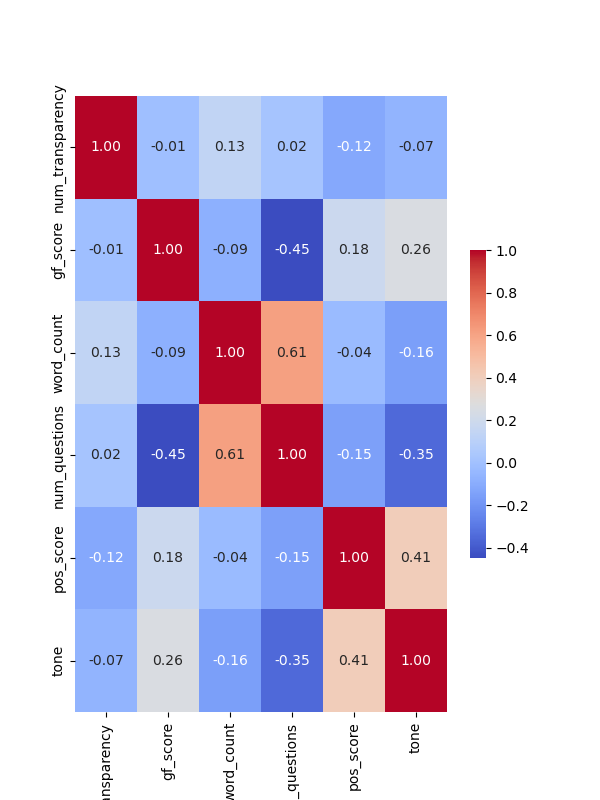 num_transparency 1.00 -0.01 0.13 0.02 -0.12 -0.07
gf_score -0.01 1.00 -0.09 -0.45 0.18 0.26
word_count 0.13 -0.09 1.00 0.61 -0.04 -0.16
num_questions 0.02 -0.45 0.61 1.00 -0.15 -0.35
pos_score -0.12 0.18 -0.04 -0.15 1.00 0.41
tone -0.07 0.26 -0.16 -0.35 0.41 1.00
ansparency gf_score word_count _questions pos_score tone
1.0
0.8
0.6
0.4
0.2
0.0
−0.2
−0.4